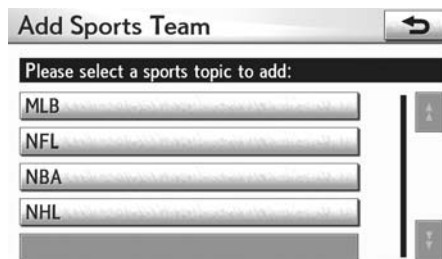 Add Sports Team
Please select a sports topic to add:
MLB
NFL
NBA
NHL